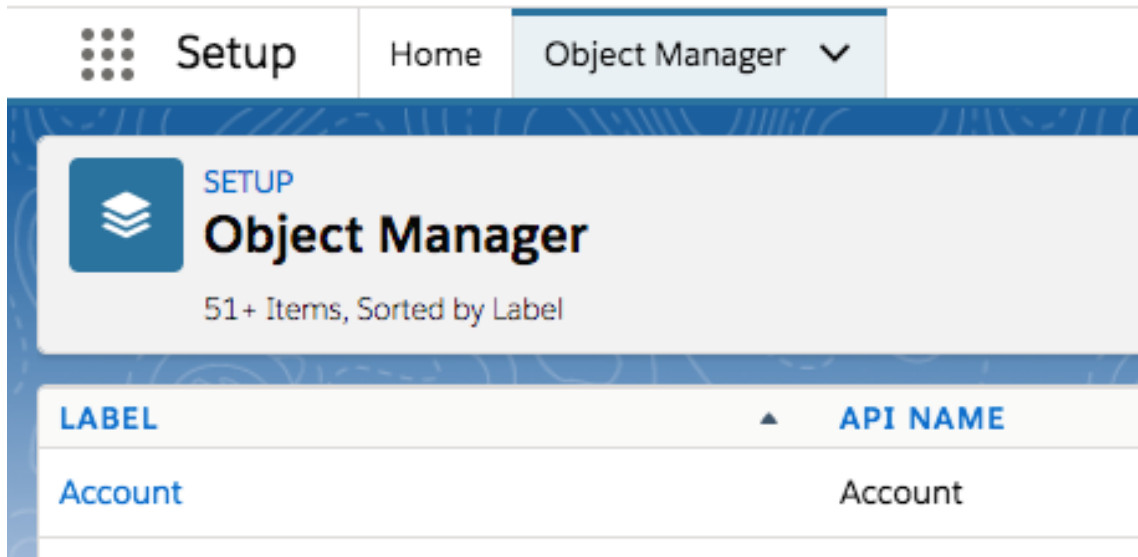 Setup Home Object Manager
SETUP
Object Manager
51+ Items, Sorted by Label
LABEL API NAME
Account Account